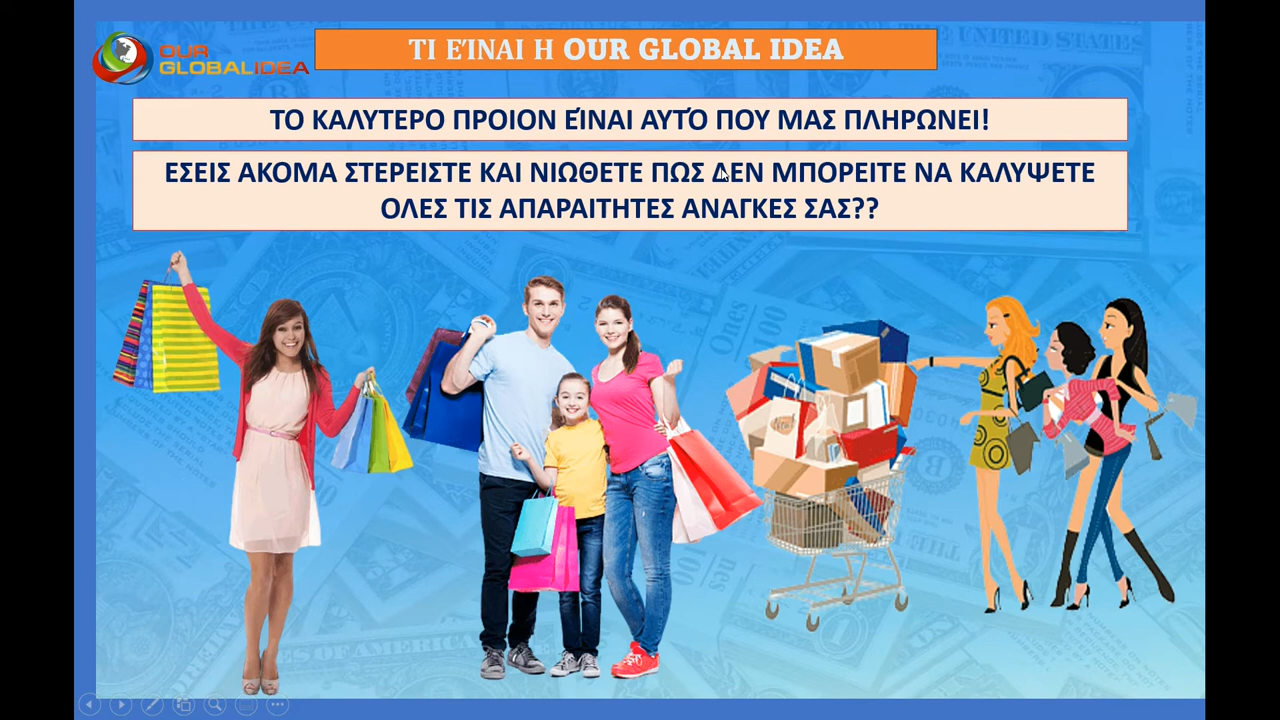 OUR
GLOBALIDEA
ΤΙ ΕΊΝΑΙ Η OUR GLOBAL IDEA
ΤΟ ΚΑΛΥΤΕΡΟ ΠΡΟΙΟΝ ΕΊΝΑΙ ΑΥΤΌ ΠΟΥ ΜΑΣ ΠΛΗΡΩΝΕΙ!
ΕΣΕΙΣ ΑΚΟΜΑ ΣΤΕΡΕΙΣΤΕ ΚΑΙ ΝΙΩΘΕΤΕ ΠΩΣ ΔΕΝ ΜΠΟΡΕΙΤΕ ΝΑ ΚΑΛΥΨΕΤΕ
ΟΛΕΣ ΤΙΣ ΑΠΑΡΑΙΤΗΤΕΣ ΑΝΑΓΚΕΣ ΣΑΣ??